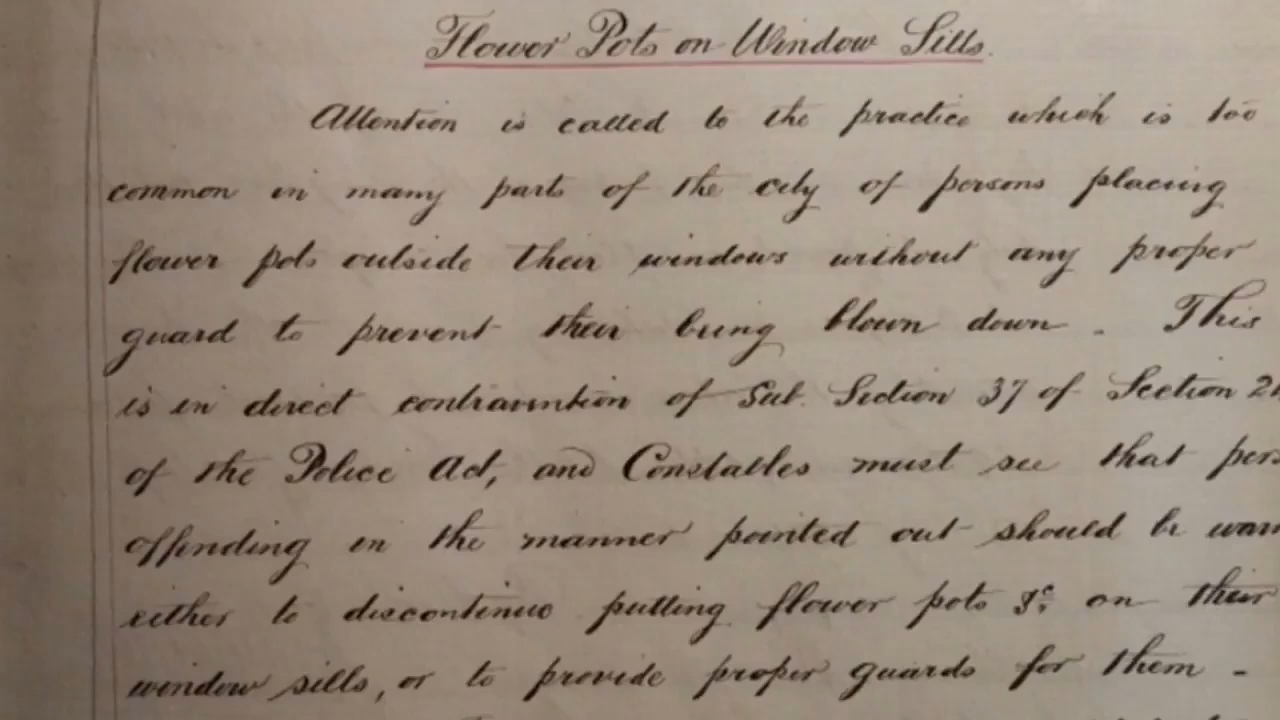 Flower Pots on Window Sills.
Attention is called to the practice which is too
common in many parts of the city of persons placing
flower pots outside their windows without any proper
guard to prevent their being blown down. This
is in direct contravention of Sub. Section 37 of Section
of the Police Act, and Constables must see that
offending in the manner pointed out should be
either to discontinue putting flower pots &c. on their
window sills, or to provide proper guards for them -